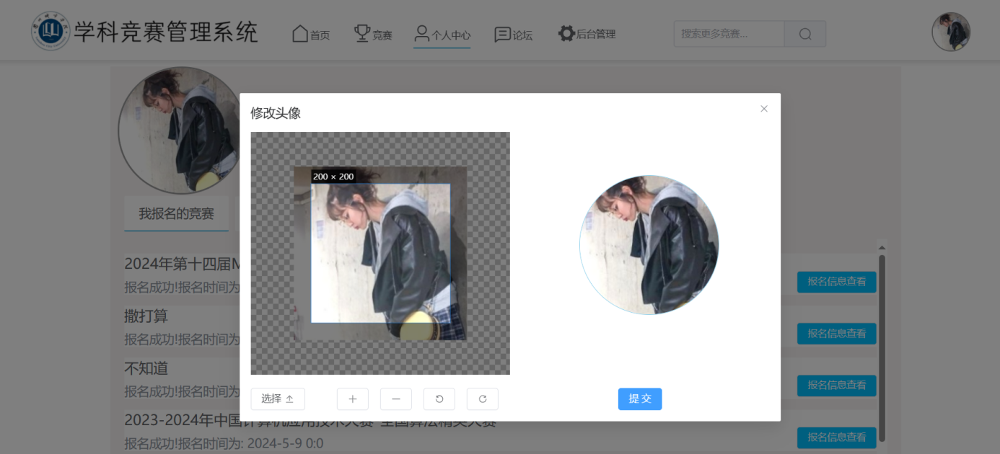 学科竞赛管理系统
首页
竞赛
个人中心
论坛
后台管理
搜索更多竞赛...
修改头像
200 × 200
我报名的竞赛
2024年第十四届M
报名成功!报名时间为
报名信息查看
撒打算
报名成功!报名时间为
报名信息查看
不知道
报名成功!报名时间为
报名信息查看
选择
提交
2023-2024年中国计算机应用技术大赛-全国算法精英大赛
报名成功!报名时间为: 2024-5-9 0:0
报名信息查看